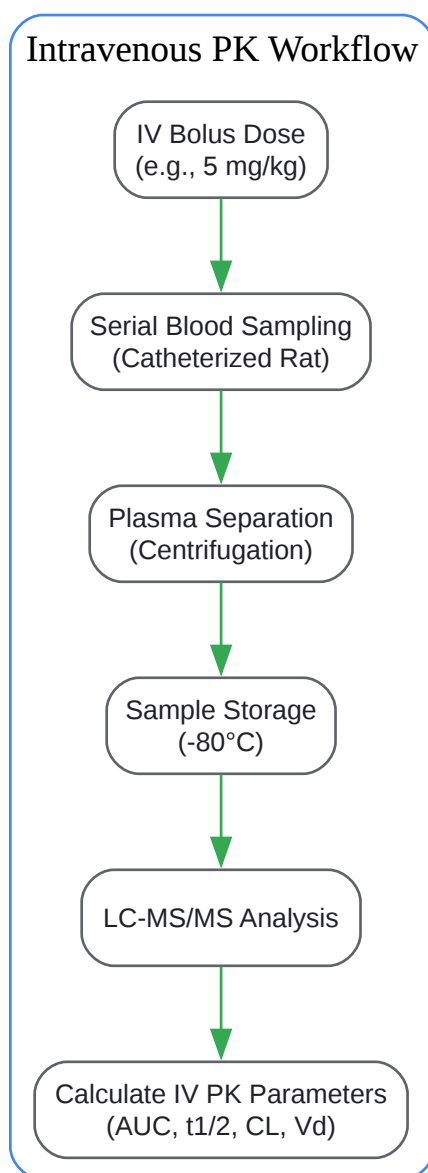 Intravenous PK Workflow
IV Bolus Dose
(e.g., 5 mg/kg)
Serial Blood Sampling
(Catheterized Rat)
Plasma Separation
(Centrifugation)
Sample Storage
(-80°C)
LC-MS/MS Analysis
Calculate IV PK Parameters
(AUC, t1/2, CL, Vd)